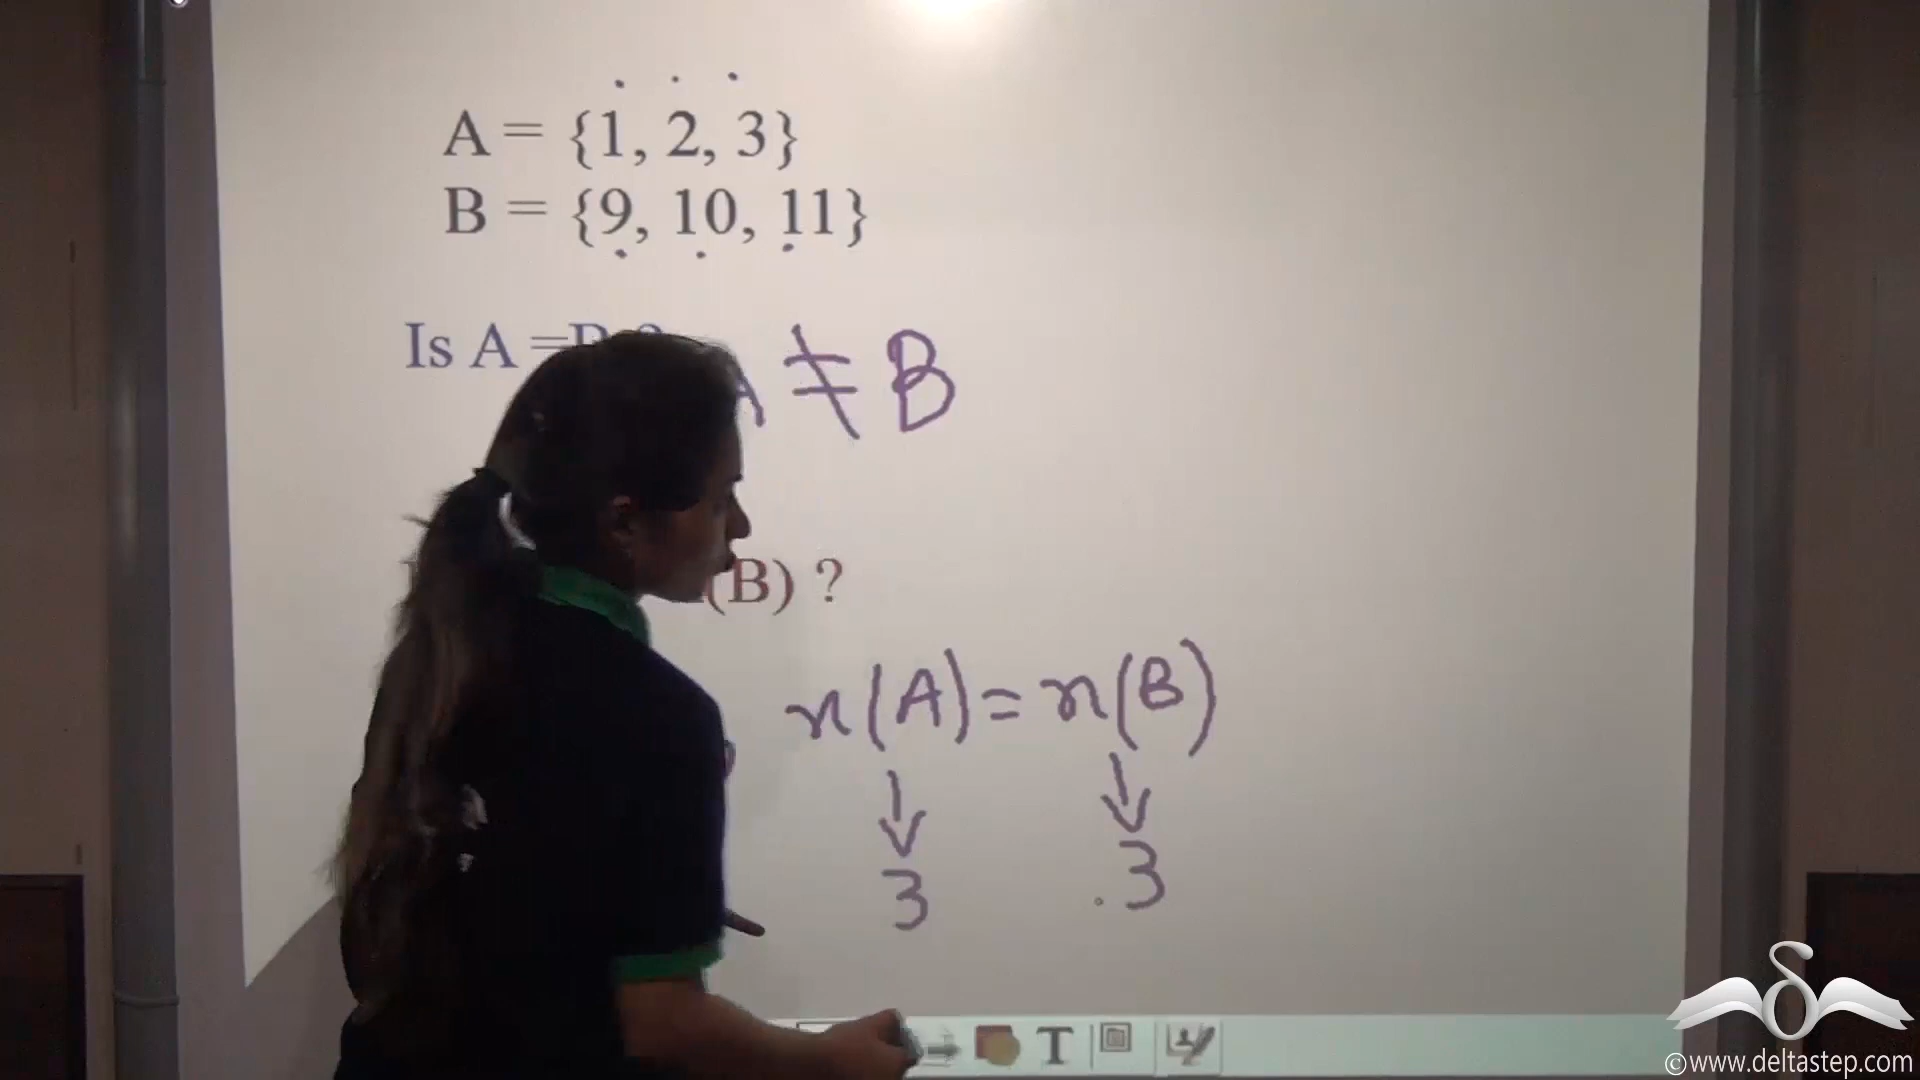 A = {1, 2, 3}
B = {9, 10, 11}
Is A =B ?
A ≠ B
(B) ?
n(A) = n(B)
↓ ↓
3 3
T
©www.deltastep.com